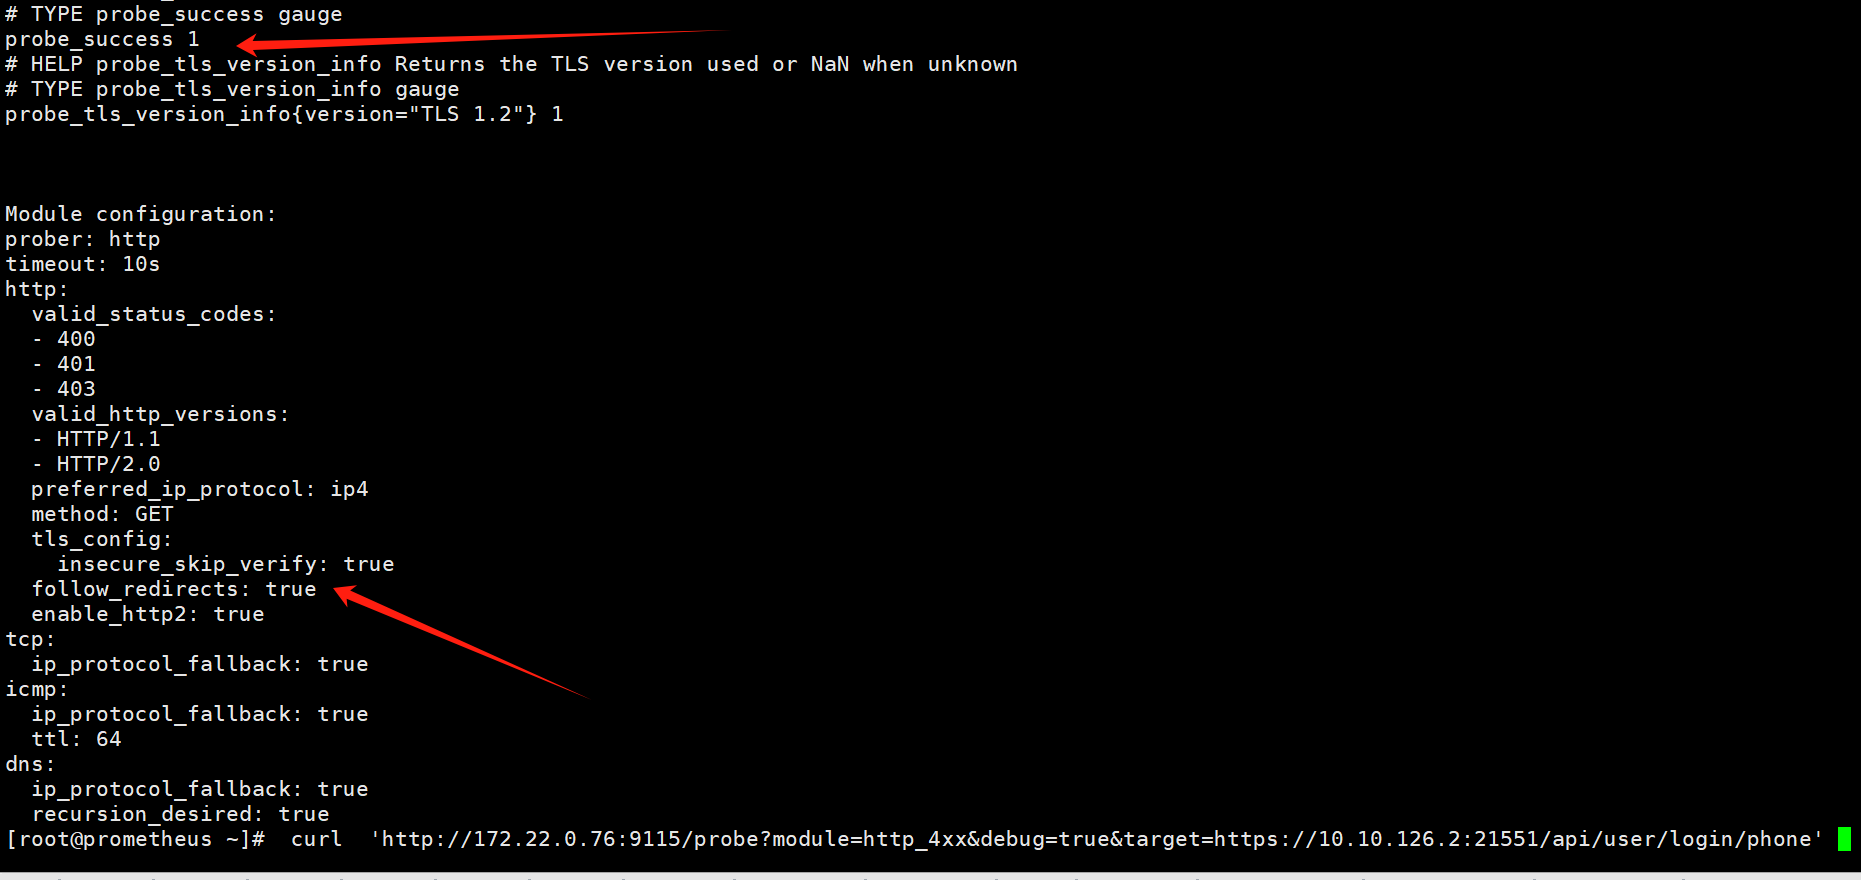 # TYPE probe_success gauge
probe_success 1
# HELP probe_tls_version_info Returns the TLS version used or NaN when unknown
# TYPE probe_tls_version_info gauge
probe_tls_version_info{version="TLS 1.2"} 1
Module configuration:
prober: http
timeout: 10s
http:
  valid_status_codes:
  - 400
  - 401
  - 403
  valid_http_versions:
  - HTTP/1.1
  - HTTP/2.0
  preferred_ip_protocol: ip4
  method: GET
  tls_config:
    insecure_skip_verify: true
  follow_redirects: true
  enable_http2: true
tcp:
  ip_protocol_fallback: true
icmp:
  ip_protocol_fallback: true
  ttl: 64
dns:
  ip_protocol_fallback: true
  recursion_desired: true
[root@prometheus ~]#  curl  'http://172.22.0.76:9115/probe?module=http_4xx&debug=true&target=https://10.10.126.2:21551/api/user/login/phone'